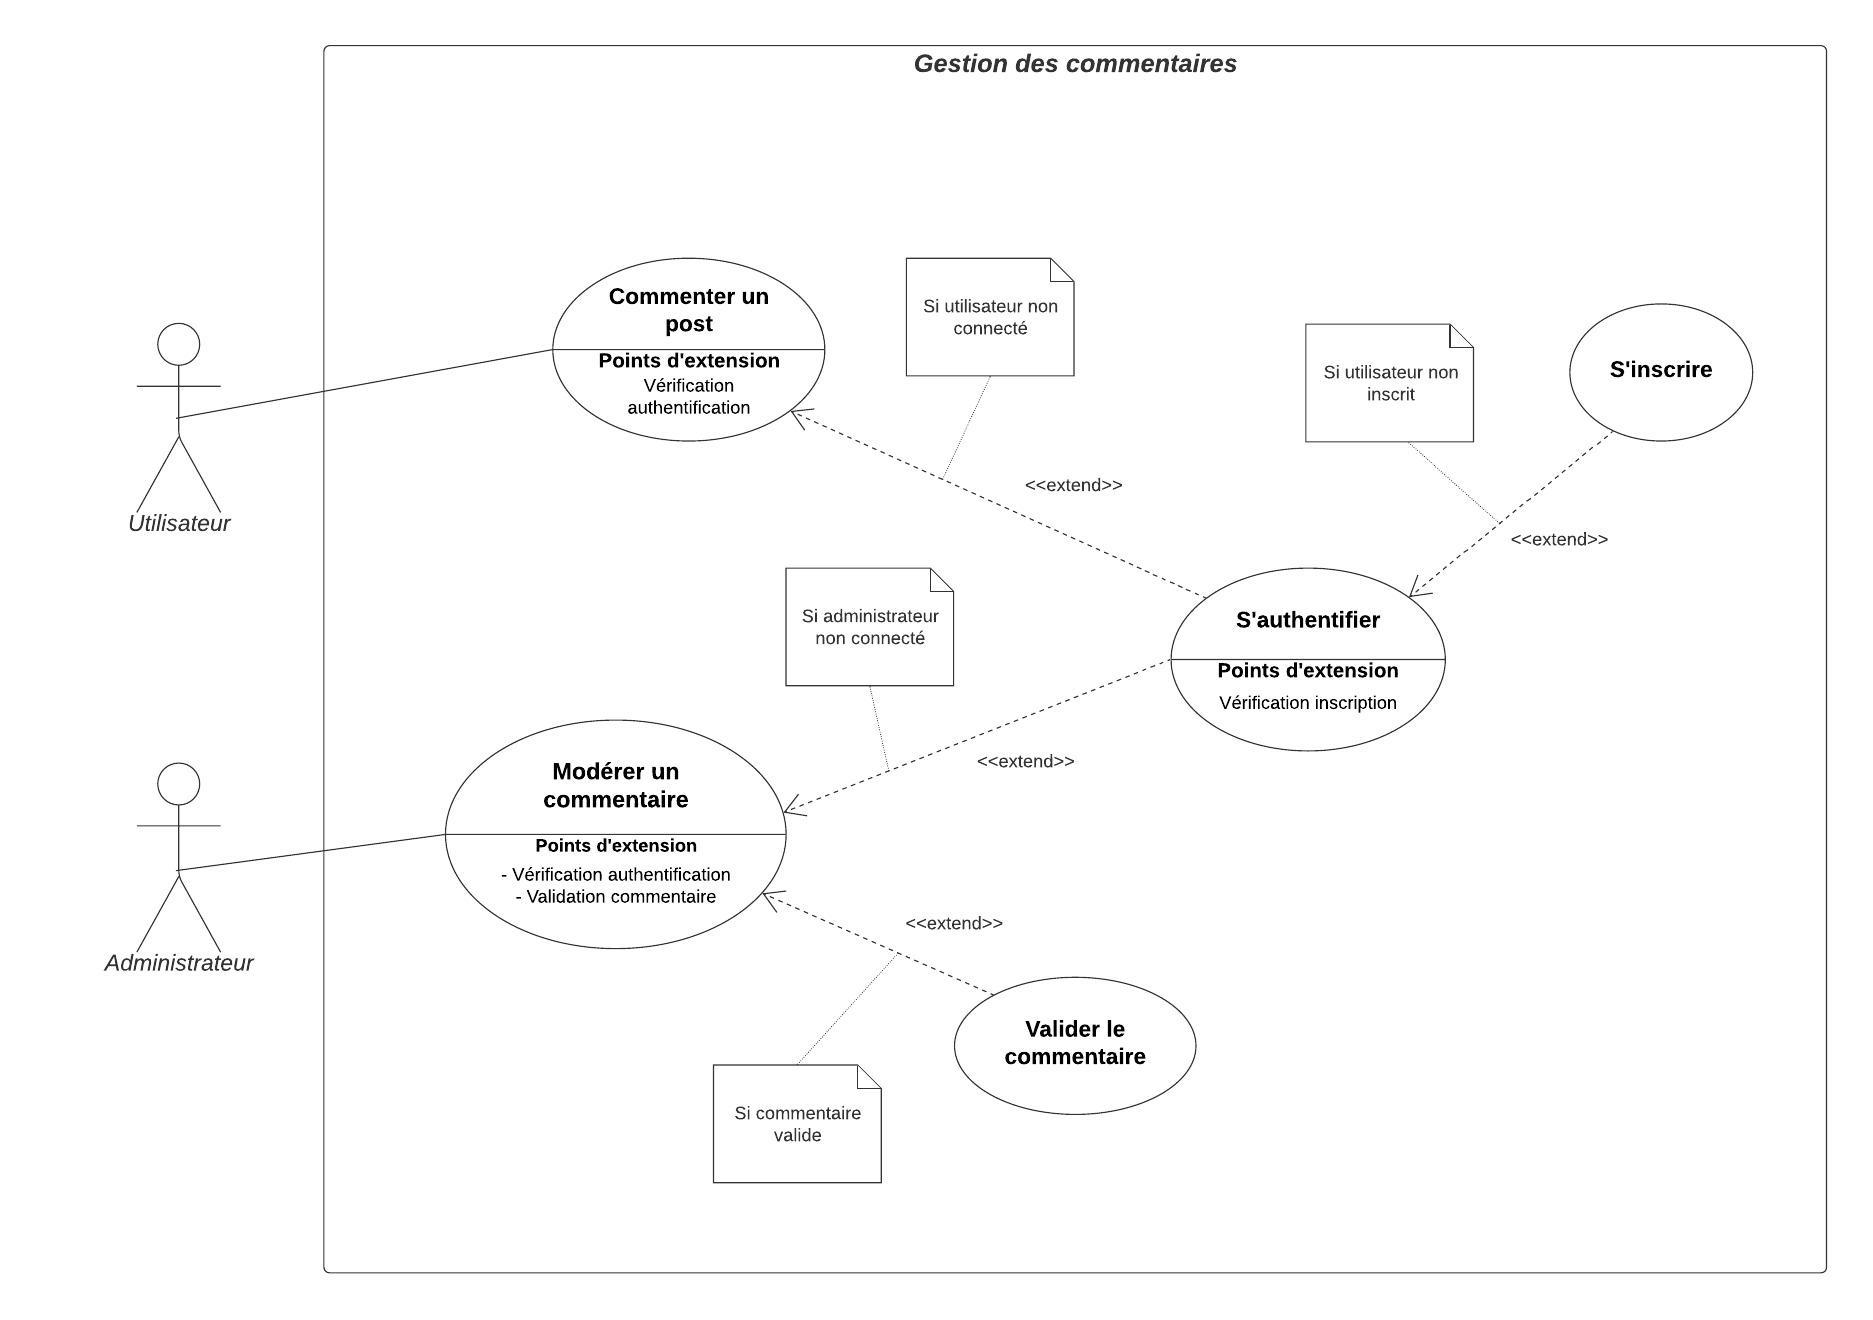 Gestion des commentaires
Commenter un
post
Points d'extension
Vérification
authentification
Si utilisateur non
connecté
Si utilisateur non
inscrit
S'inscrire
Utilisateur
<<extend>>
<<extend>>
Si administrateur
non connecté
S'authentifier
Points d'extension
Vérification inscription
<<extend>>
Modérer un
commentaire
Points d'extension
- Vérification authentification
- Validation commentaire
Administrateur
<<extend>>
Valider le
commentaire
Si commentaire
valide